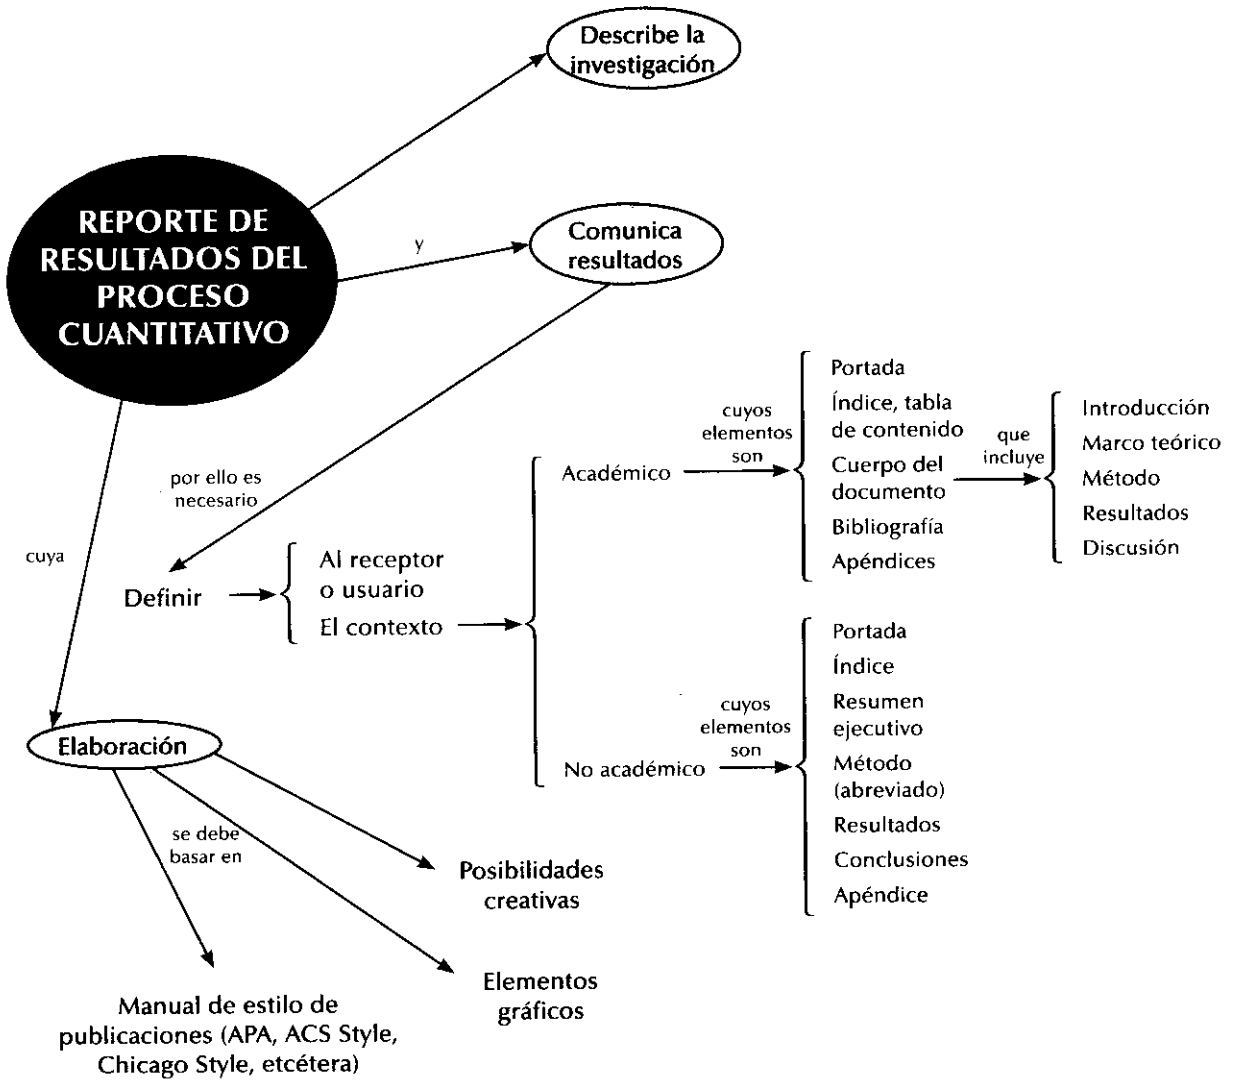 Describe la
investigación
REPORTE DE
RESULTADOS DEL
PROCESO
CUANTITATIVO
y
Comunica
resultados
por ello es
necesario
cuya
Definir
Al receptor
o usuario
El contexto
Académico
cuyos
elementos
son
Portada
Índice, tabla
de contenido
Cuerpo del
documento
Bibliografía
Apéndices
que
incluye
Introducción
Marco teórico
Método
Resultados
Discusión
No académico
cuyos
elementos
son
Portada
Índice
Resumen
ejecutivo
Método
(abreviado)
Resultados
Conclusiones
Apéndice
Elaboración
se debe
basar en
Posibilidades
creativas
Elementos
gráficos
Manual de estilo de
publicaciones (APA, ACS Style,
Chicago Style, etcétera)